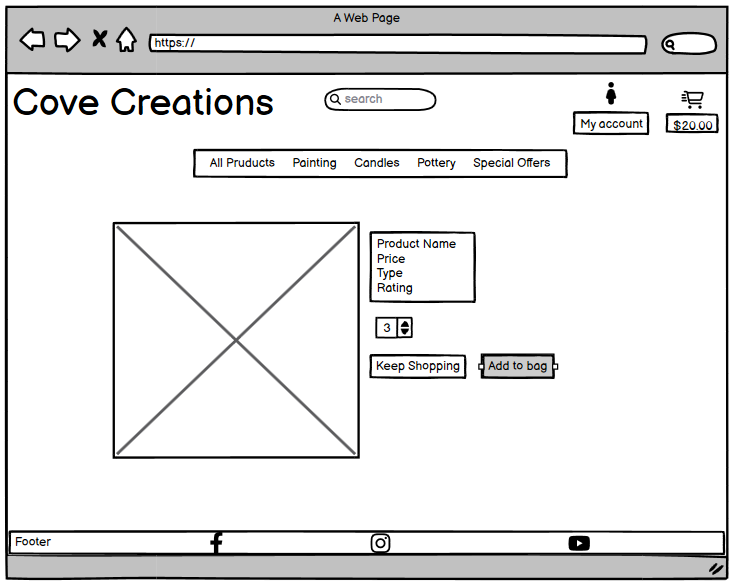 A Web Page
https://
Cove Creations
search
My account
$20.00
All Pruducts Painting Candles Pottery Special Offers
Product Name
Price
Type
Rating
3
Keep Shopping Add to bag
Footer